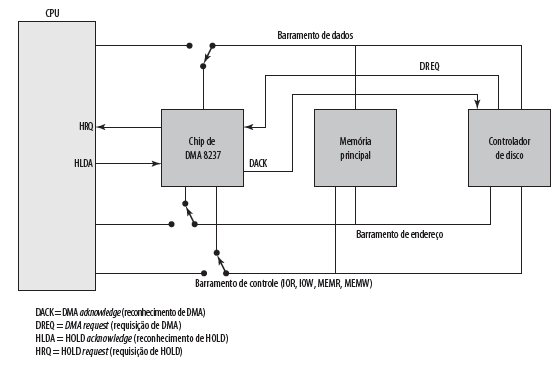 CPU
Barramento de dados
DREQ
HRQ
Chip de
DMA 8237
Memória
principal
Controlador
de disco
HLDA
DACK
Barramento de endereço
Barramento de controle (IOR, IOW, MEMR, MEMW)
DACK = DMA acknowledge (reconhecimento de DMA)
DREQ = DMA request (requisição de DMA)
HLDA = HOLD acknowledge (reconhecimento de HOLD)
HRQ = HOLD request (requisição de HOLD)